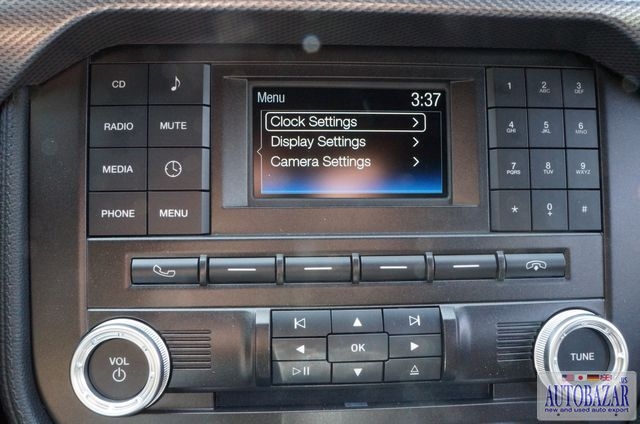 CD
RADIO
MUTE
MEDIA
PHONE
MENU
Menu 3:37
Clock Settings
Display Settings
Camera Settings
1
2 ABC
3 DEF
4 GHI
5 JKL
6 MNO
7 PQRS
8 TUV
9 WXYZ
*
0 +
#
OK
VOL
TUNE
AUTOBAZAR.US
new and used auto export